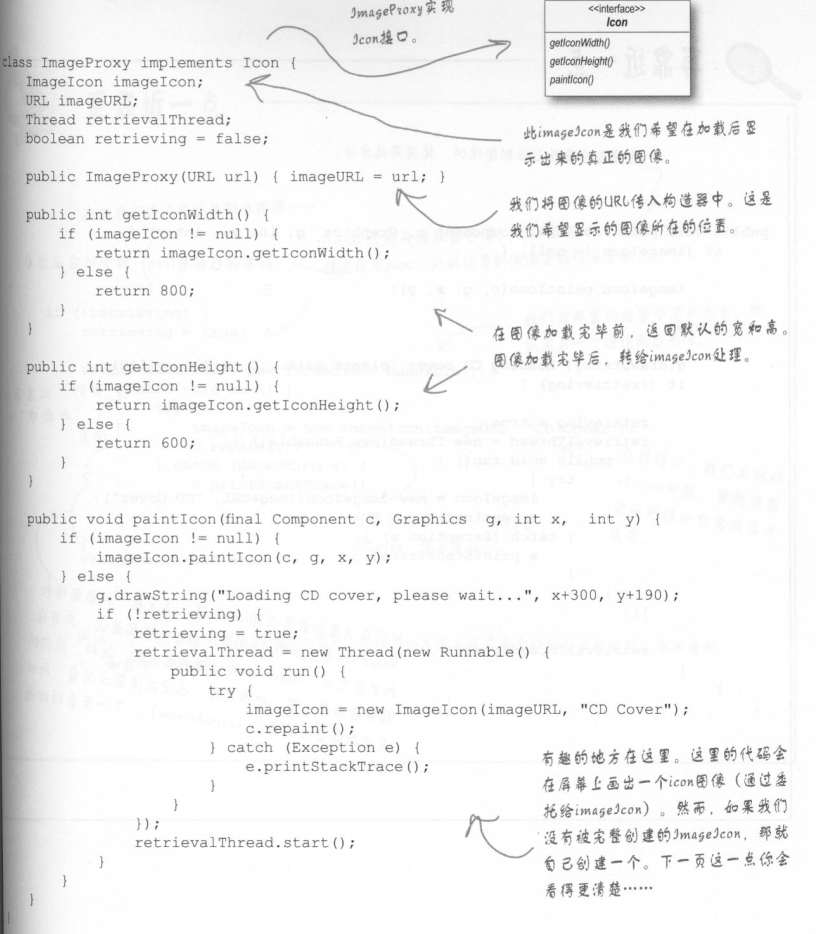 ImageProxy实现
Icon接口。
<<interface>>
Icon
getIconWidth()
getIconHeight()
paintIcon()
class ImageProxy implements Icon {
ImageIcon imageIcon;
URL imageURL;
Thread retrievalThread;
boolean retrieving = false;
此imageIcon是我们希望在加载后显
示出来的真正的图像。
public ImageProxy(URL url) { imageURL = url; }
我们将图像的URL传入构造器中。这是
我们希望显示的图像所在的位置。
public int getIconWidth() {
if (imageIcon != null) {
return imageIcon.getIconWidth();
} else {
return 800;
}
}
在图像加载完毕前，返回默认的宽和高。
图像加载完毕后，转给imageIcon处理。
public int getIconHeight() {
if (imageIcon != null) {
return imageIcon.getIconHeight();
} else {
return 600;
}
}
public void paintIcon(final Component c, Graphics g, int x, int y) {
if (imageIcon != null) {
imageIcon.paintIcon(c, g, x, y);
} else {
g.drawString("Loading CD cover, please wait...", x+300, y+190);
if (!retrieving) {
retrieving = true;
retrievalThread = new Thread(new Runnable() {
public void run() {
try {
imageIcon = new ImageIcon(imageURL, "CD Cover");
c.repaint();
} catch (Exception e) {
e.printStackTrace();
}
}
});
retrievalThread.start();
}
}
}
}
有趣的地方在这里。这里的代码会
在屏幕上画出一个icon图像（通过委
托给imageIcon）。然而，如果我们
没有被完整创建的ImageIcon，那就
自己创建一个。下一页这一点你会
看得更清楚……